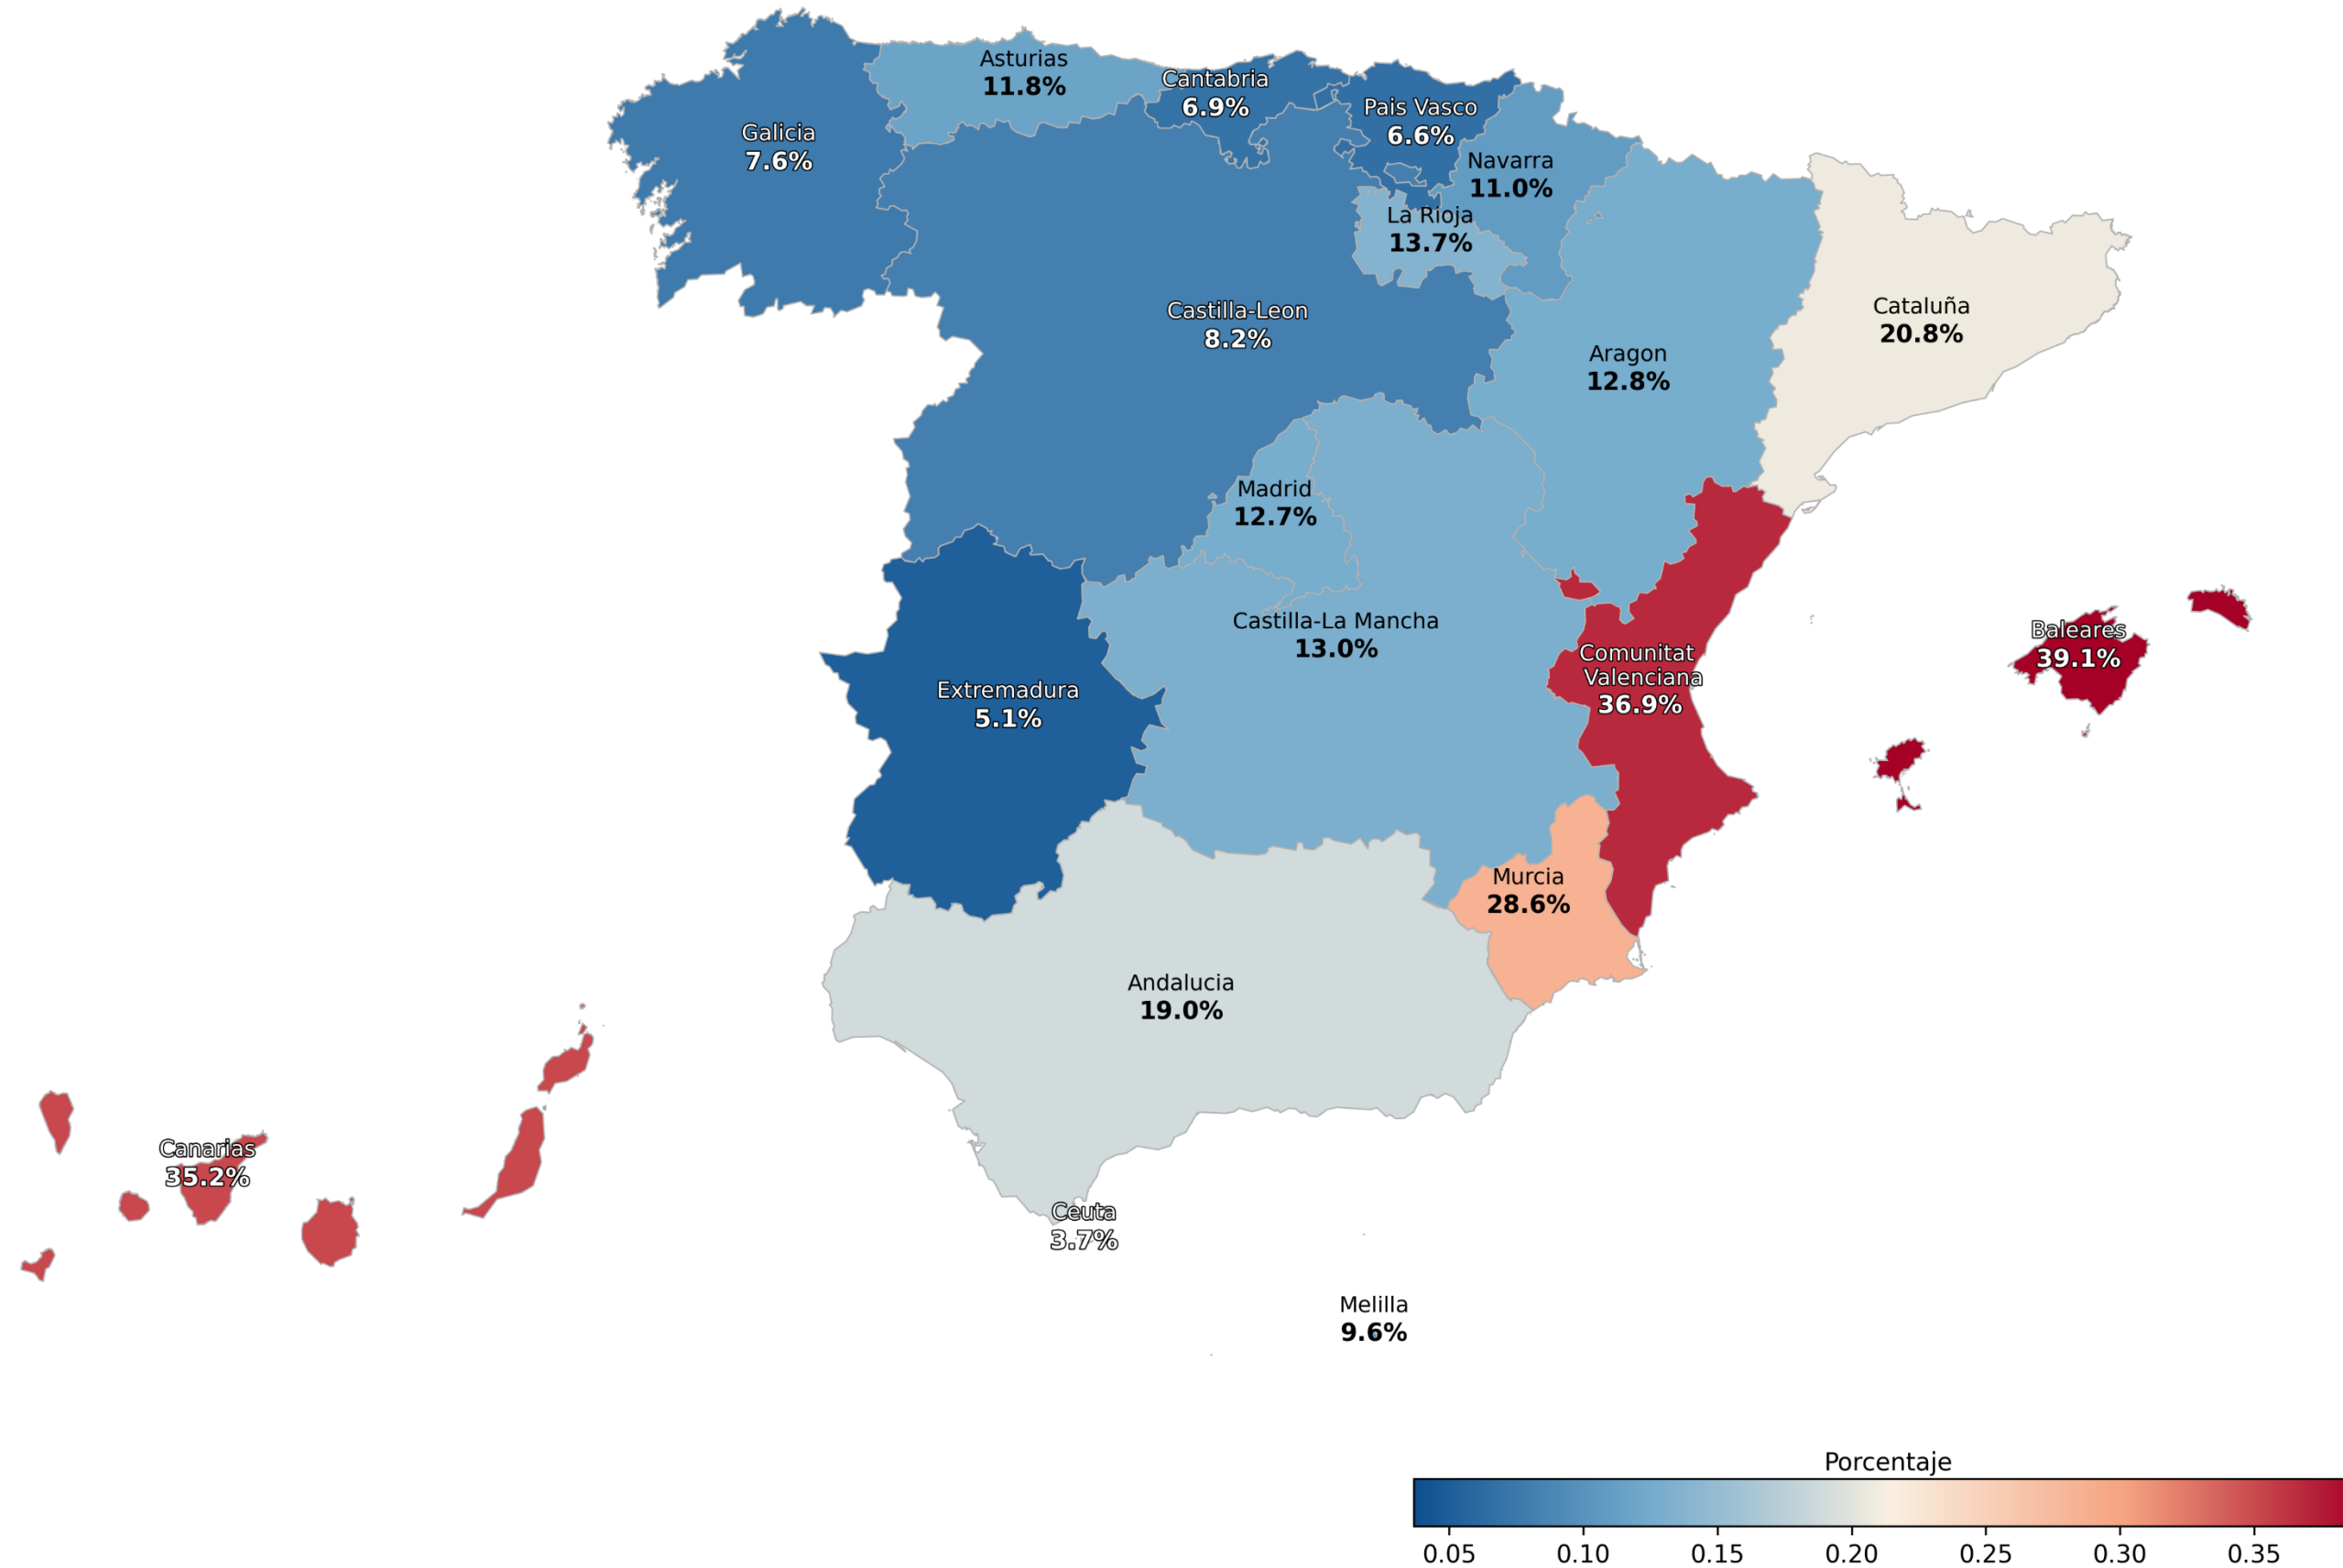 Asturias
11.8%
Cantabria
6.9%
Pais Vasco
6.6%
Galicia
7.6%
Navarra
11.0%
La Rioja
13.7%
Castilla-Leon
8.2%
Cataluña
20.8%
Aragon
12.8%
Madrid
12.7%
Castilla-La Mancha
13.0%
Baleares
39.1%
Comunitat
Valenciana
36.9%
Extremadura
5.1%
Murcia
28.6%
Andalucia
19.0%
Canarias
35.2%
Ceuta
3.7%
Melilla
9.6%
Porcentaje
0.05 0.10 0.15 0.20 0.25 0.30 0.35